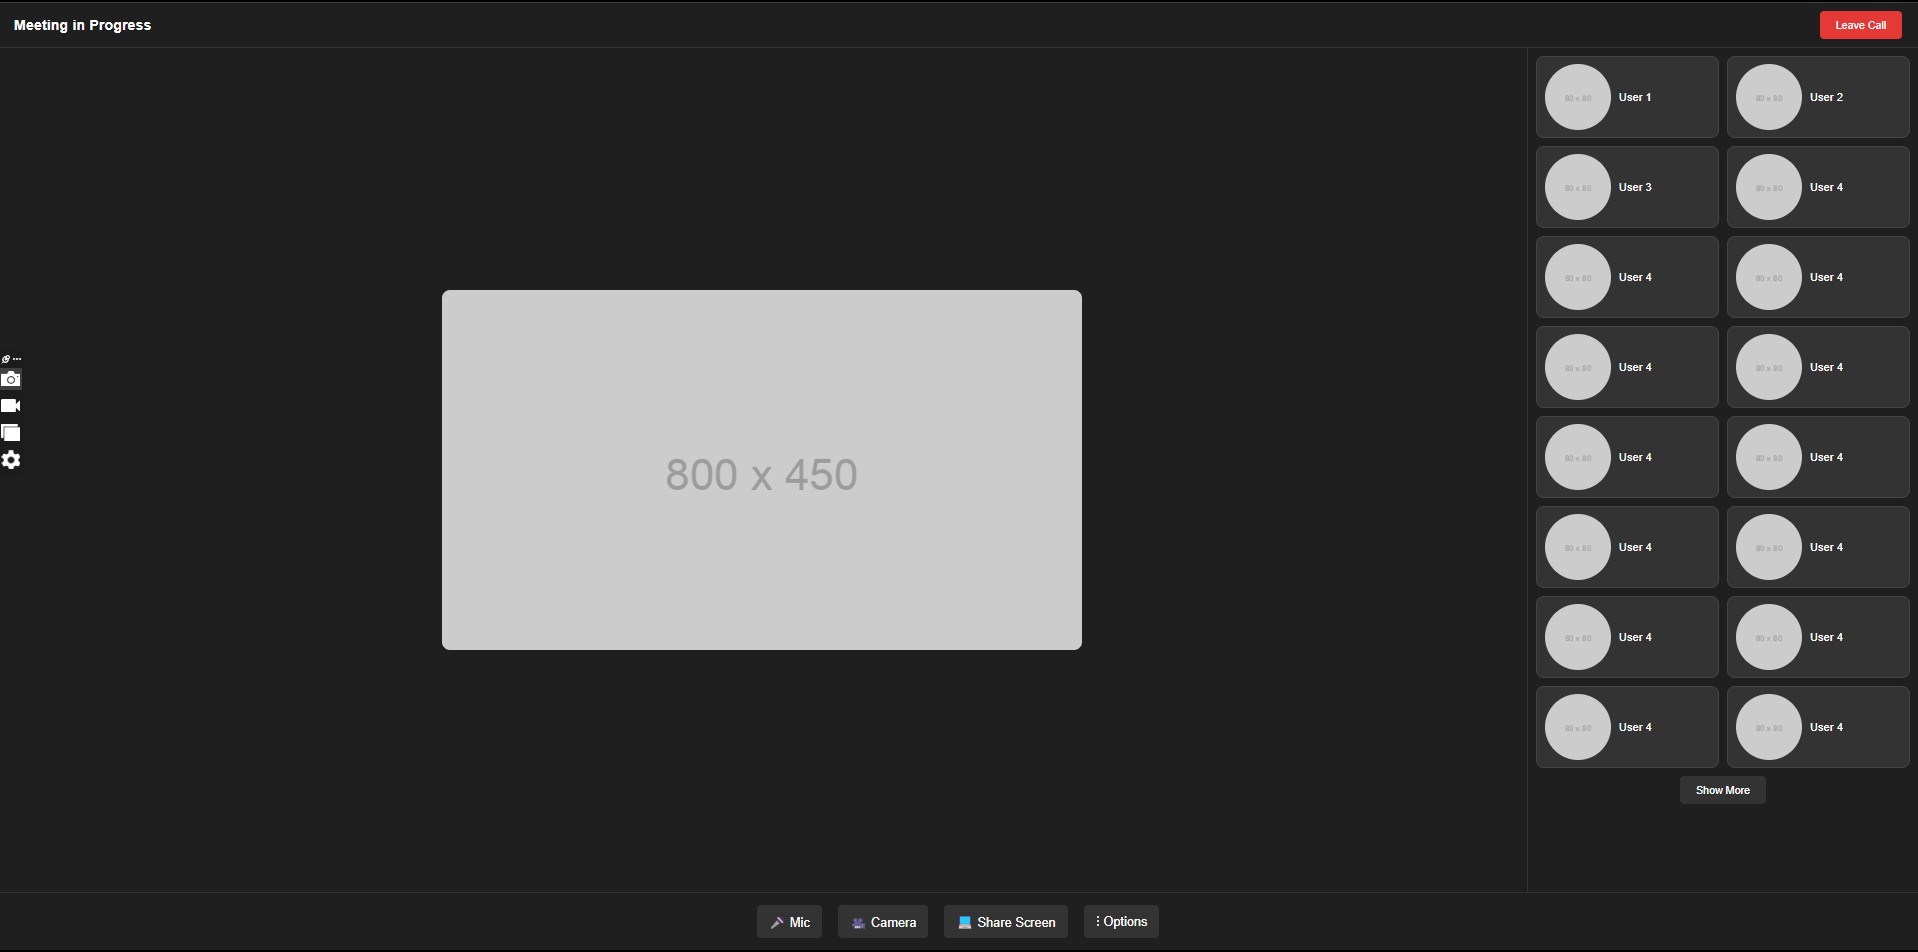 Meeting in Progress
Leave Call
80 x 80 User 1
80 x 80 User 2
80 x 80 User 3
80 x 80 User 4
80 x 80 User 4
80 x 80 User 4
80 x 80 User 4
80 x 80 User 4
80 x 80 User 4
80 x 80 User 4
80 x 80 User 4
80 x 80 User 4
80 x 80 User 4
80 x 80 User 4
80 x 80 User 4
80 x 80 User 4
Show More
800 x 450
Mic
Camera
Share Screen
Options